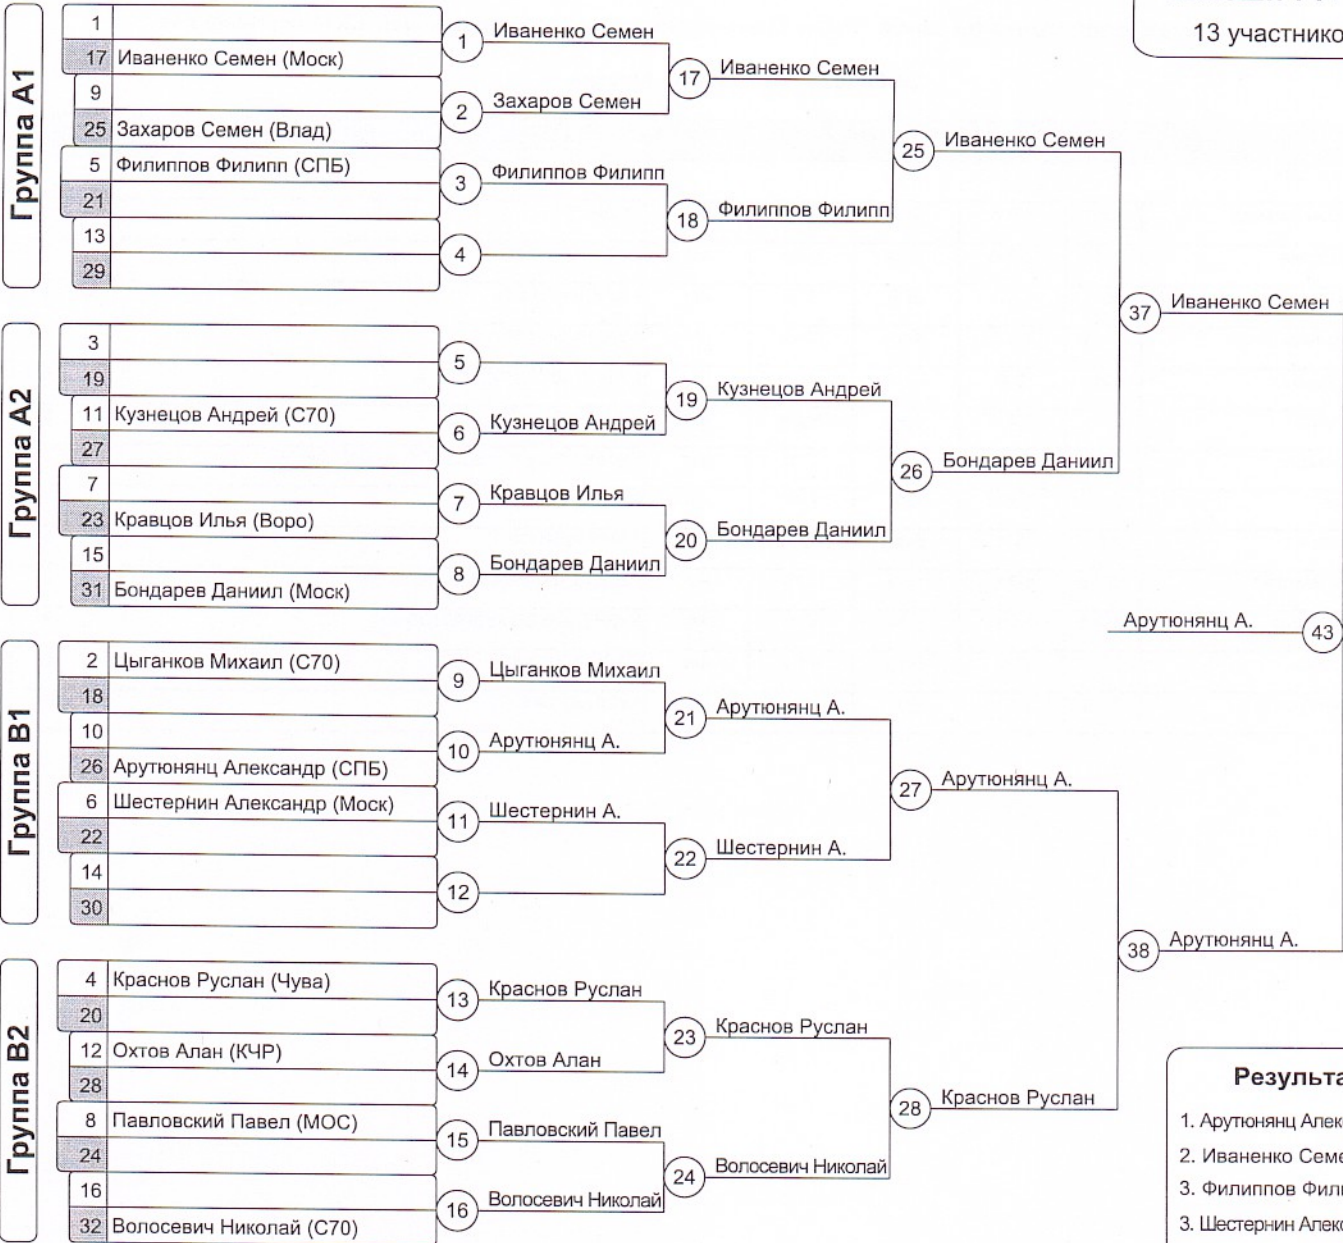 13 участнико
Группа A1
1
17 Иваненко Семен (Моск)
9
25 Захаров Семен (Влад)
5 Филиппов Филипп (СПБ)
21
13
29
1 Иваненко Семен
2 Захаров Семен
3 Филиппов Филипп
4
17 Иваненко Семен
18 Филиппов Филипп
25 Иваненко Семен
Группа A2
3
19
11 Кузнецов Андрей (С70)
27
7
23 Кравцов Илья (Воро)
15
31 Бондарев Даниил (Моск)
5
6 Кузнецов Андрей
7 Кравцов Илья
8 Бондарев Даниил
19 Кузнецов Андрей
20 Бондарев Даниил
26 Бондарев Даниил
37 Иваненко Семен
Арутюнянц А. 43
Группа B1
2 Цыганков Михаил (С70)
18
10
26 Арутюнянц Александр (СПБ)
6 Шестернин Александр (Моск)
22
14
30
9 Цыганков Михаил
10 Арутюнянц А.
11 Шестернин А.
12
21 Арутюнянц А.
22 Шестернин А.
27 Арутюнянц А.
Группа B2
4 Краснов Руслан (Чува)
20
12 Охтов Алан (КЧР)
28
8 Павловский Павел (МОС)
24
16
32 Волосевич Николай (С70)
13 Краснов Руслан
14 Охтов Алан
15 Павловский Павел
16 Волосевич Николай
23 Краснов Руслан
24 Волосевич Николай
28 Краснов Руслан
38 Арутюнянц А.
Результа
1. Арутюнянц Алек
2. Иваненко Семе
3. Филиппов Фил
3. Шестернин Алек